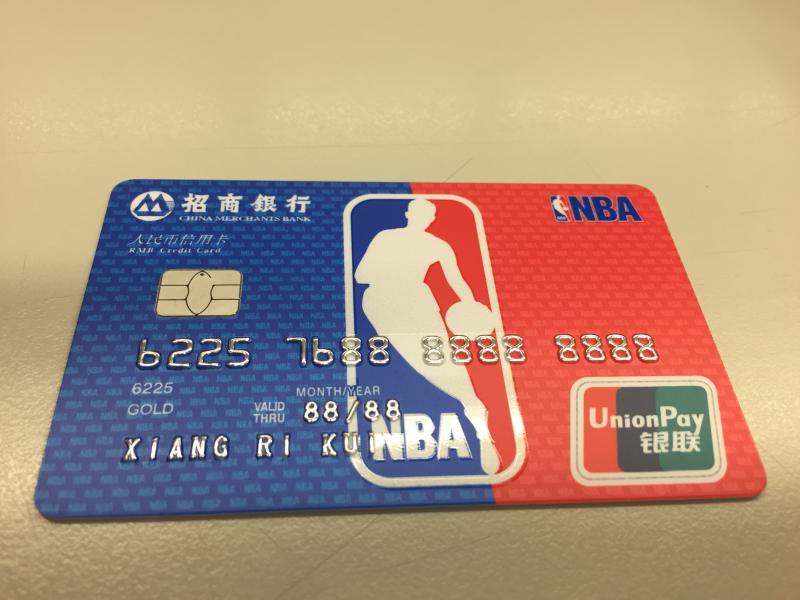 招商銀行
CHINA MERCHANTS BANK
人民币信用卡
RMB Credit Card
NBA
6225 7688 8888 8888
6225
MONTH/YEAR
GOLD
VALID THRU 88/88
XIANG RI KUI
NBA
UnionPay
银联